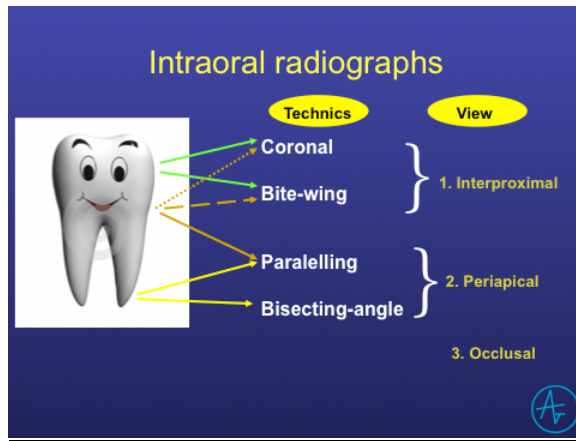 Intraoral radiographs
Technics
View
Coronal
Bite-wing
1. Interproximal
Paralelling
2. Periapical
Bisecting-angle
3. Occlusal